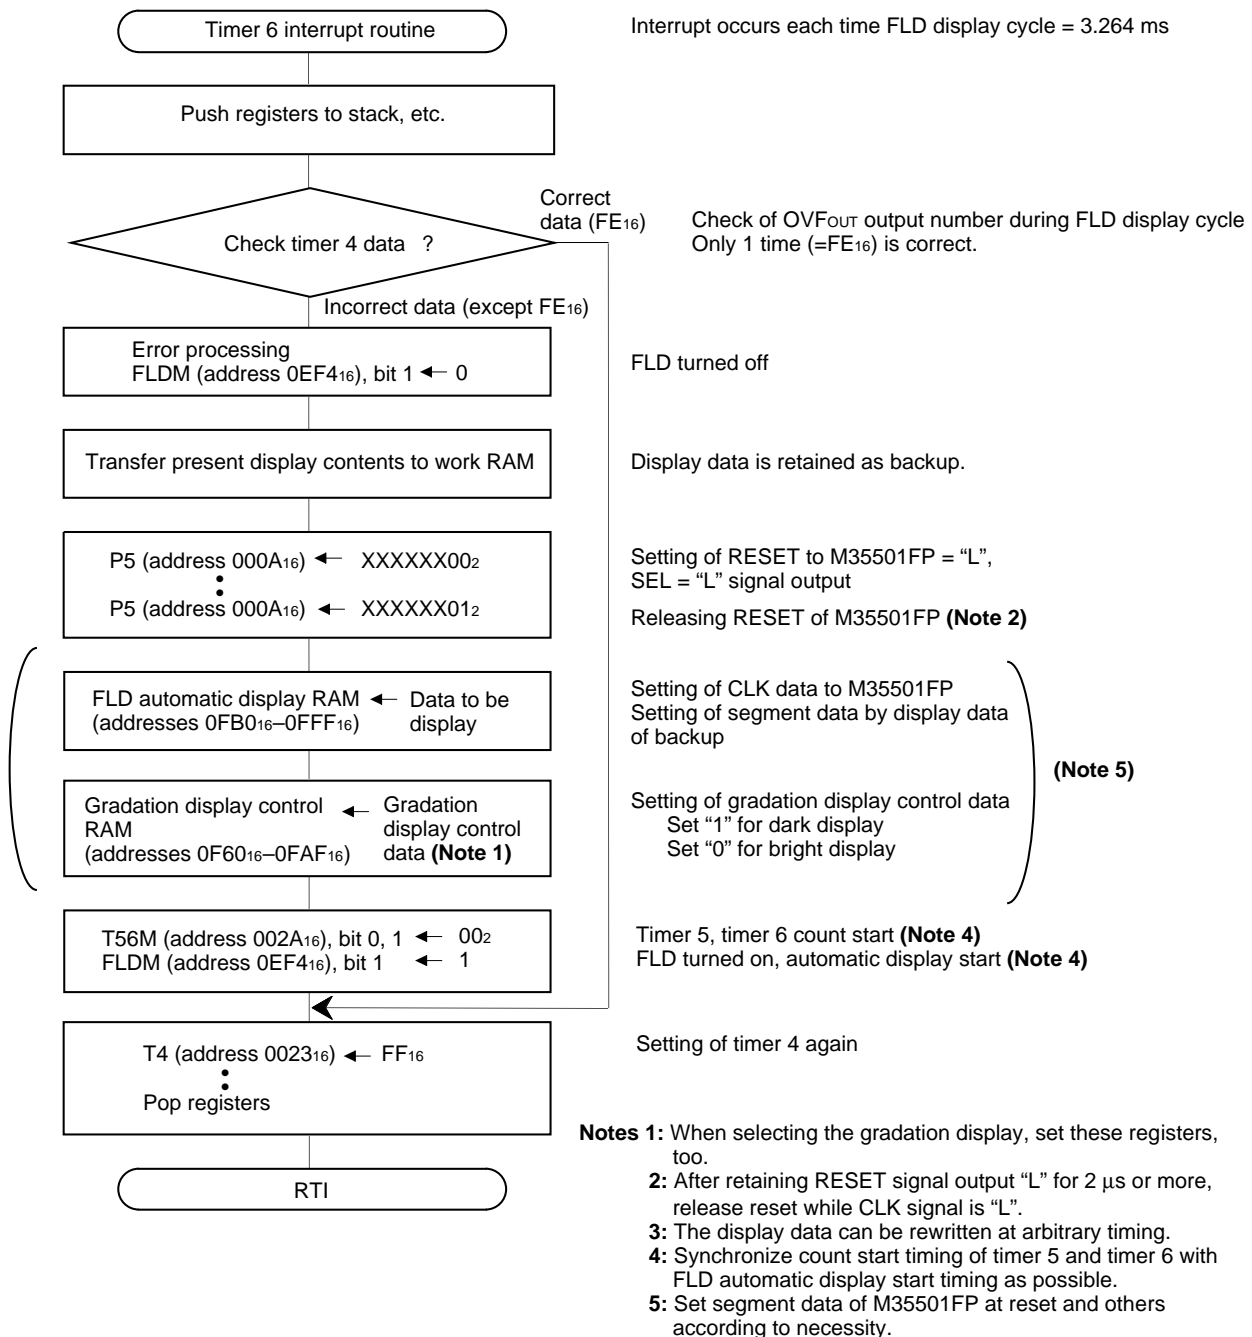 Timer 6 interrupt routine
Interrupt occurs each time FLD display cycle = 3.264 ms
Push registers to stack, etc.
Check timer 4 data ?
Correct
data (FE16)
Check of OVFOUT output number during FLD display cycle
Only 1 time (=FE16) is correct.
Incorrect data (except FE16)
Error processing
FLDM (address 0EF416), bit 1 ← 0
FLD turned off
Transfer present display contents to work RAM
Display data is retained as backup.
P5 (address 000A16) ← XXXXXX002
P5 (address 000A16) ← XXXXXX012
Setting of RESET to M35501FP = “L”,
SEL = “L” signal output
Releasing RESET of M35501FP (Note 2)
FLD automatic display RAM ← Data to be
(addresses 0FB016–0FFF16) display
Setting of CLK data to M35501FP
Setting of segment data by display data
of backup
Gradation display control ← Gradation
RAM display control
(addresses 0F6016–0FAF16) data (Note 1)
Setting of gradation display control data
Set “1” for dark display
Set “0” for bright display
(Note 5)
T56M (address 002A16), bit 0, 1 ← 002
FLDM (address 0EF416), bit 1 ← 1
Timer 5, timer 6 count start (Note 4)
FLD turned on, automatic display start (Note 4)
T4 (address 002316) ← FF16
Pop registers
Setting of timer 4 again
RTI
Notes 1: When selecting the gradation display, set these registers,
too.
2: After retaining RESET signal output “L” for 2 μs or more,
release reset while CLK signal is “L”.
3: The display data can be rewritten at arbitrary timing.
4: Synchronize count start timing of timer 5 and timer 6 with
FLD automatic display start timing as possible.
5: Set segment data of M35501FP at reset and others
according to necessity.